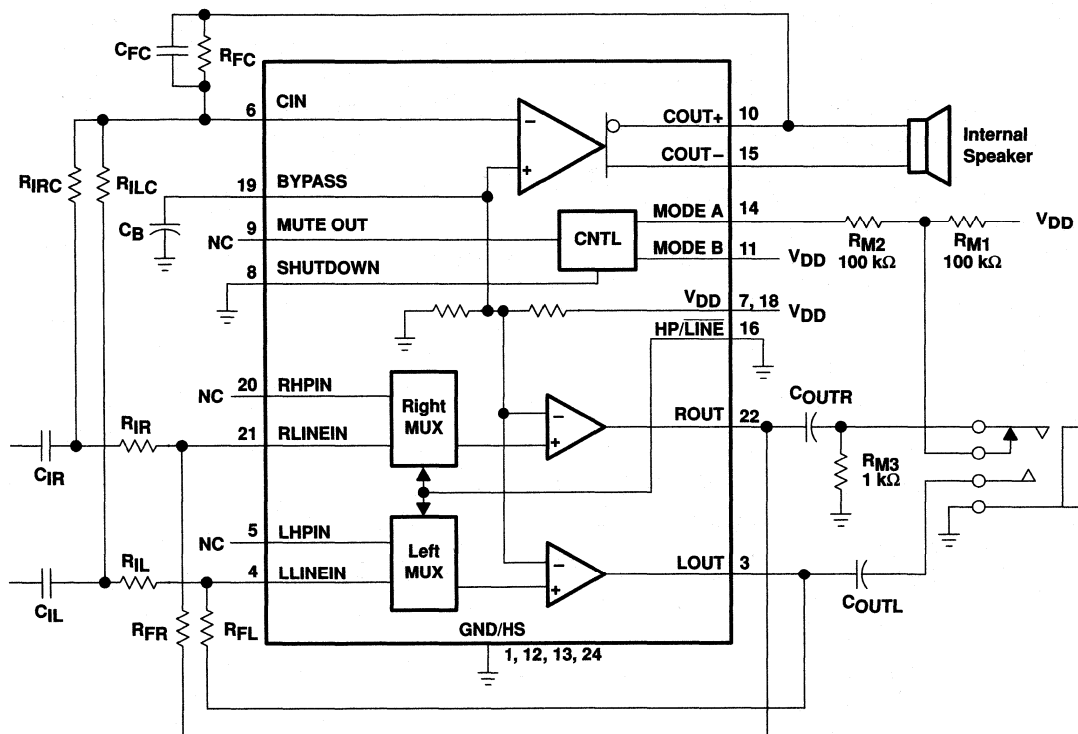 CFC
RFC
6
CIN
COUT+
10
COUT−
15
Internal
Speaker
RIRC
RILC
19
BYPASS
CB
NC
9
MUTE OUT
8
SHUTDOWN
CNTL
MODE A
14
MODE B
11
VDD
RM2
100 kΩ
RM1
100 kΩ
VDD
VDD
7, 18
VDD
HP/LINE
16
NC
20
RHPIN
Right
MUX
CIR
RIR
21
RLINEIN
−
+
ROUT
22
COUTR
RM3
1 kΩ
NC
5
LHPIN
Left
MUX
CIL
RIL
4
LLINEIN
−
+
LOUT
3
COUTL
RFR
RFL
GND/HS
1, 12, 13, 24
−
+